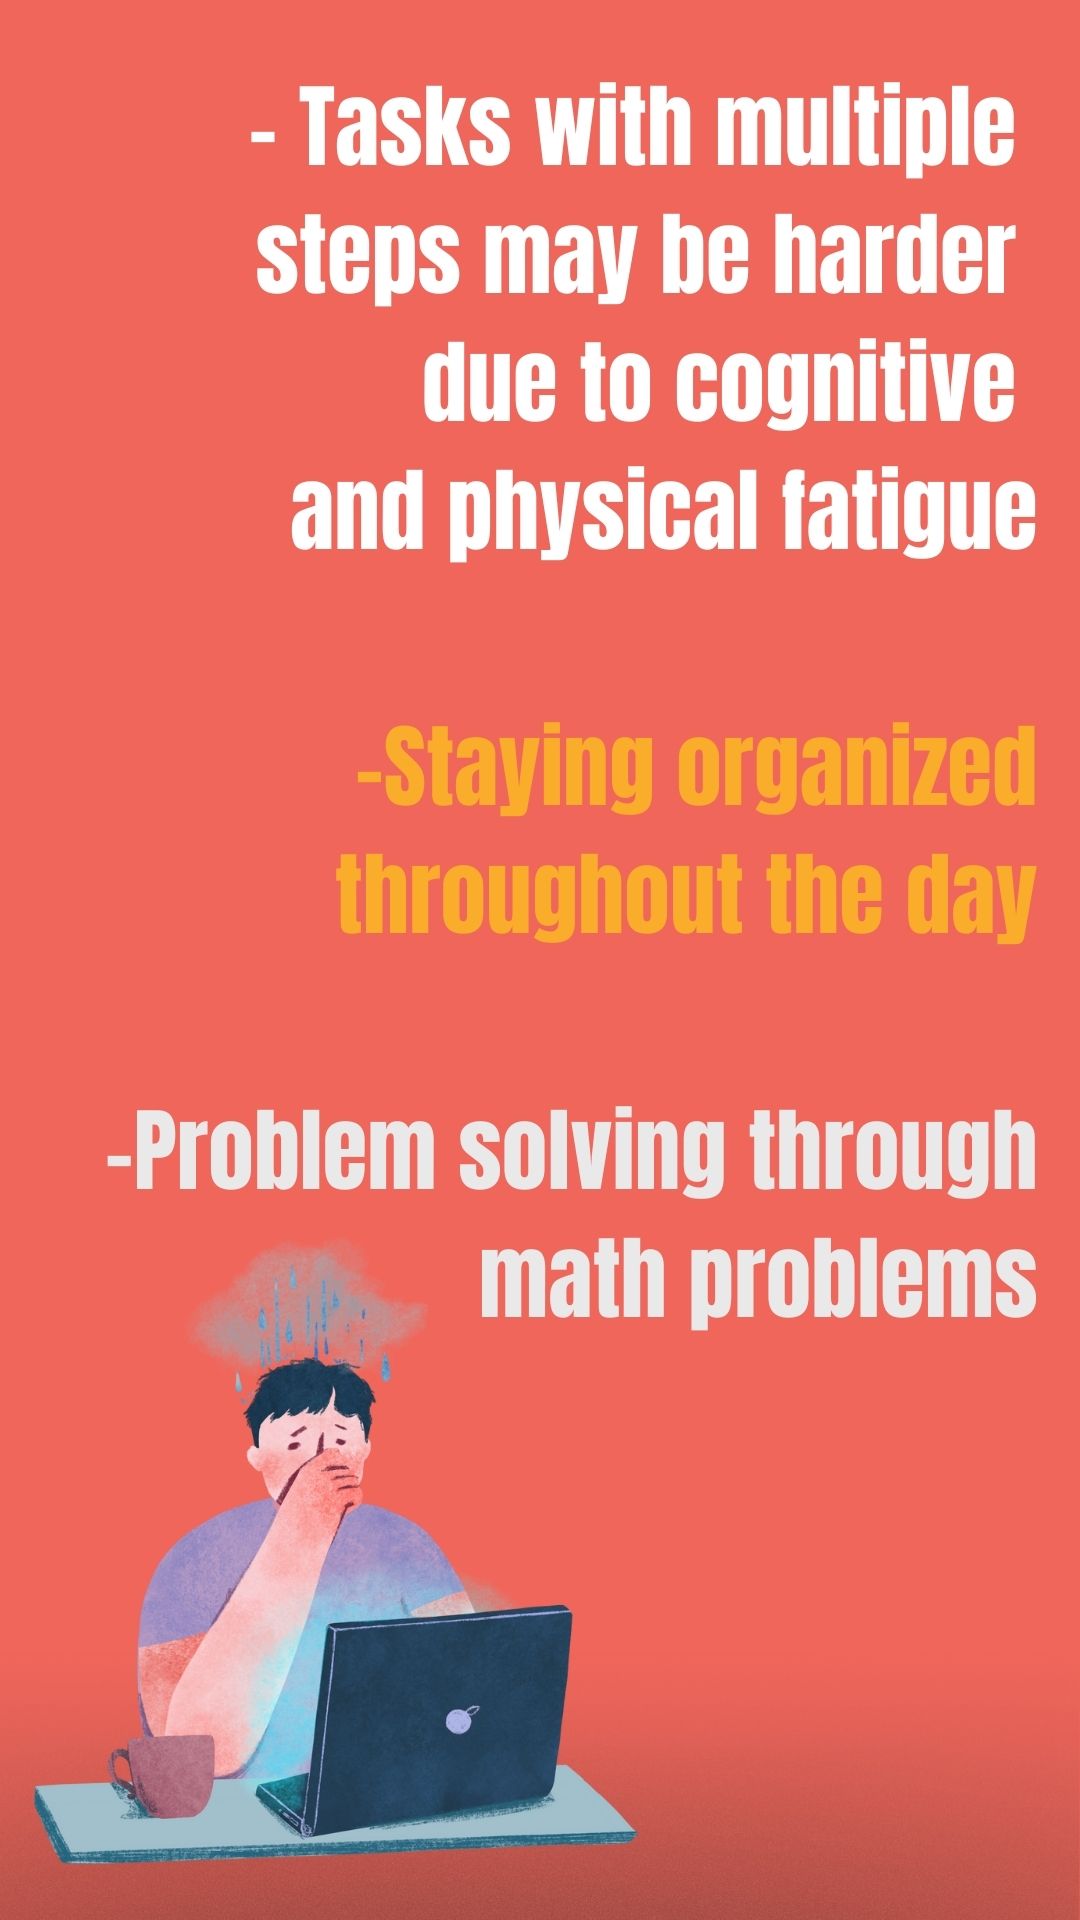 - Tasks with multiple
steps may be harder
due to cognitive
and physical fatigue
-Staying organized
throughout the day
-Problem solving through
math problems